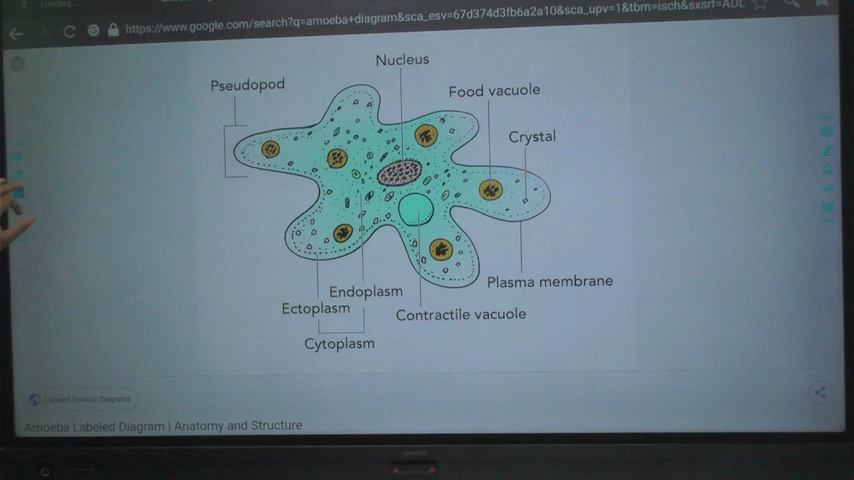 Loading...
https://www.google.com/search?q=amoeba+diagram&sca_esv=67d374d3fb6a2a10&sca_upv=1&tbm=isch&sxsrf=ADL
Nucleus
Pseudopod
Food vacuole
Crystal
Plasma membrane
Endoplasm
Ectoplasm
Contractile vacuole
Cytoplasm
Labeled Science Diagrams
Amoeba Labeled Diagram | Anatomy and Structure